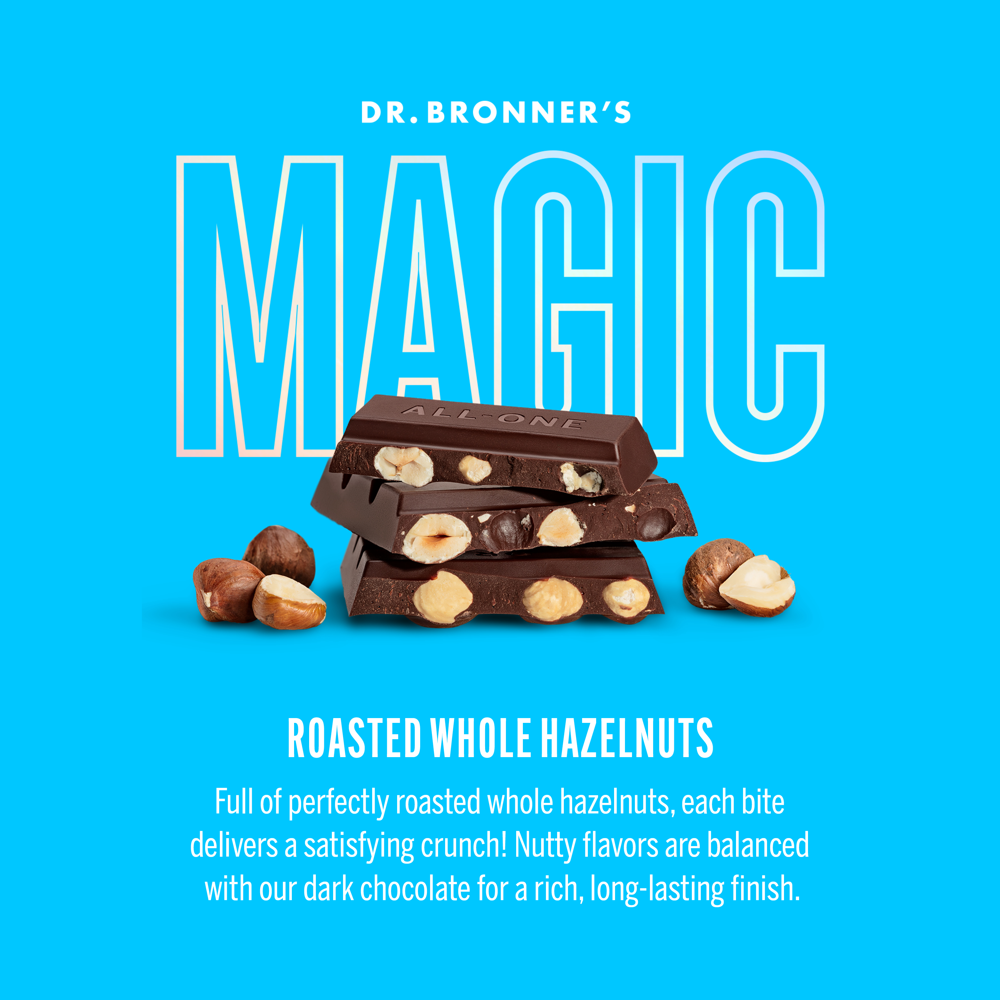 DR. BRONNER'S
MAGIC
ALL-ONE
ROASTED WHOLE HAZELNUTS
Full of perfectly roasted whole hazelnuts, each bite
delivers a satisfying crunch! Nutty flavors are balanced
with our dark chocolate for a rich, long-lasting finish.